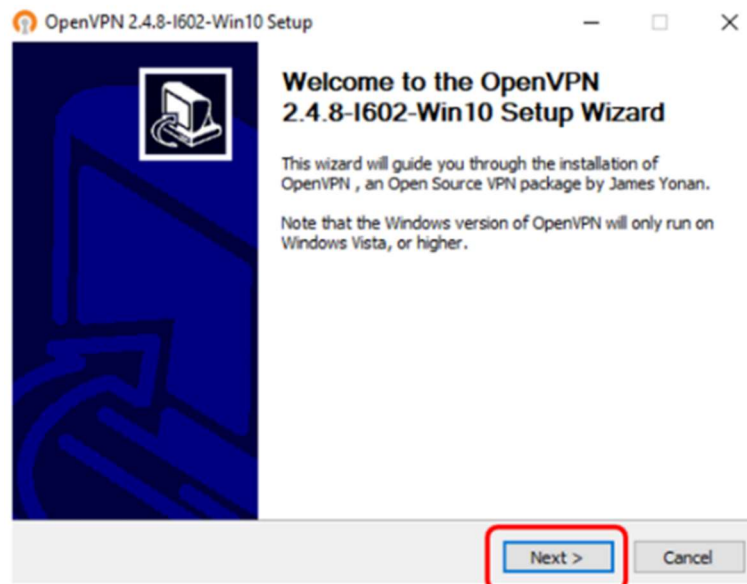 OpenVPN 2.4.8-I602-Win10 Setup
Welcome to the OpenVPN
2.4.8-I602-Win10 Setup Wizard
This wizard will guide you through the installation of
OpenVPN , an Open Source VPN package by James Yonan.
Note that the Windows version of OpenVPN will only run on
Windows Vista, or higher.
Next >
Cancel